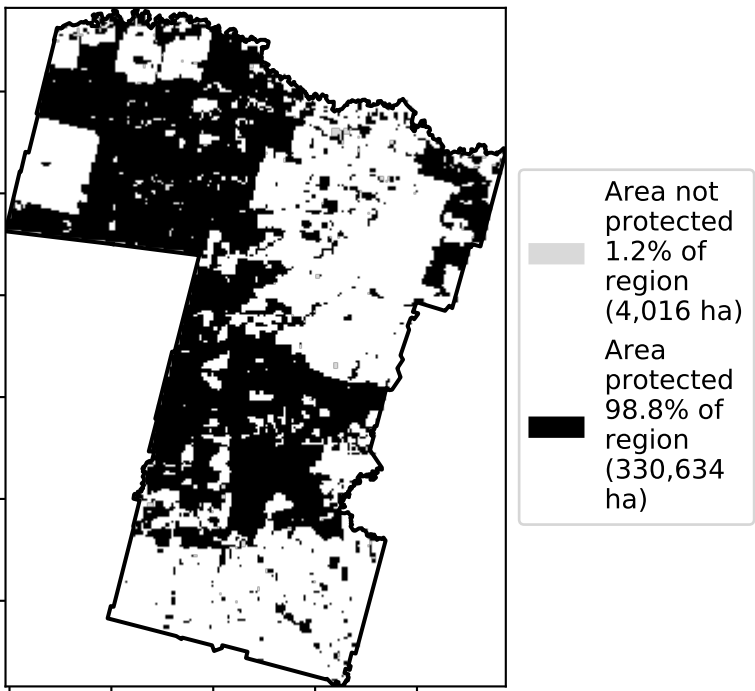 Area not
protected
1.2% of
region
(4,016 ha)
Area
protected
98.8% of
region
(330,634
ha)